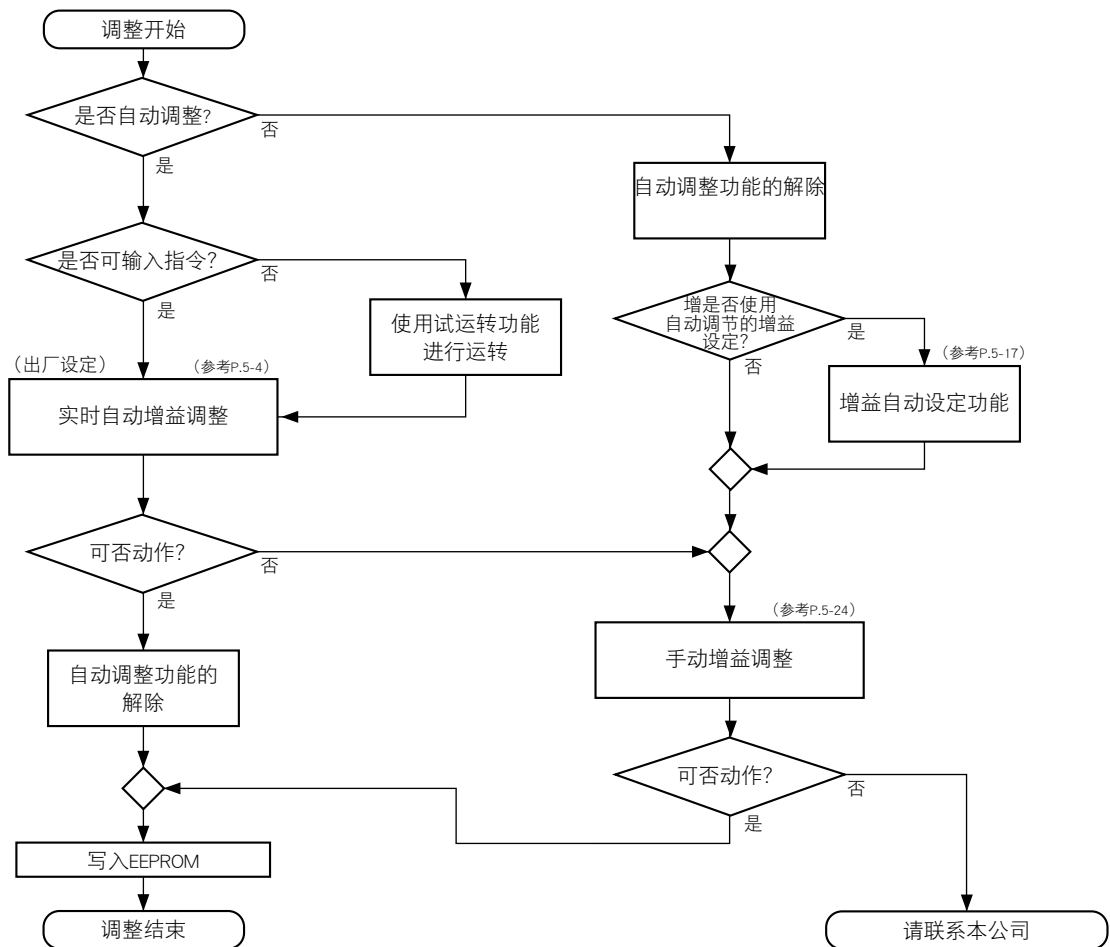 调整开始
是否自动调整?
否
是
自动调整功能的解除
是否可输入指令?
否
是
使用试运转功能
进行运转
增是否使用
自动调节的增益
设定?
是
否
（出厂设定）
（参考P.5-4）
实时自动增益调整
（参考P.5-17）
增益自动设定功能
可否动作?
否
是
（参考P.5-24）
手动增益调整
自动调整功能的
解除
可否动作?
否
是
写入EEPROM
调整结束
请联系本公司